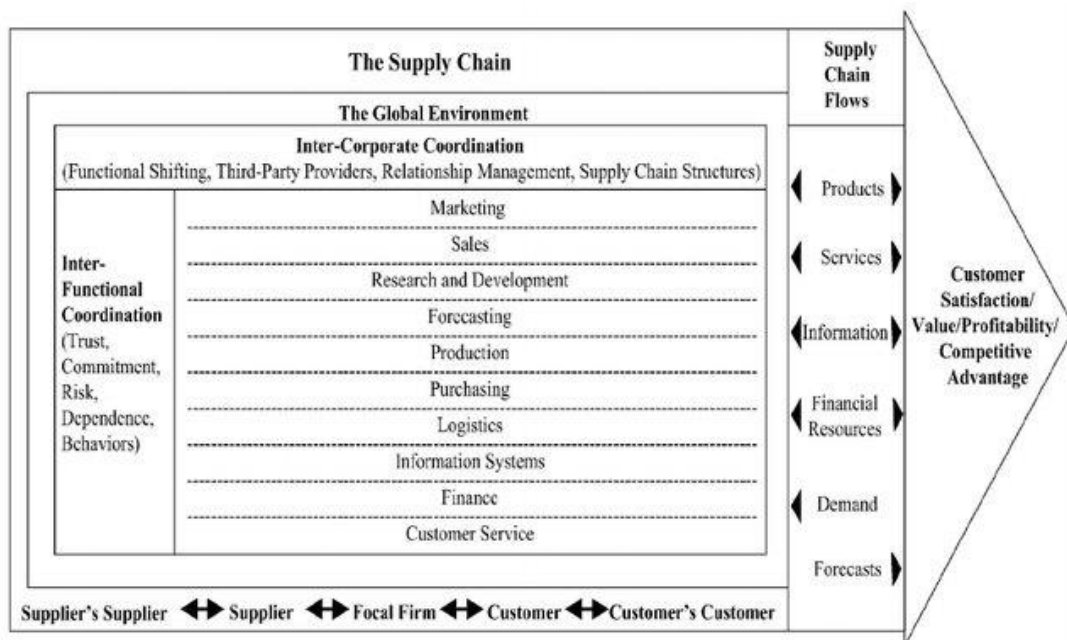 The Supply Chain
Supply
Chain
Flows
The Global Environment
Inter-Corporate Coordination
(Functional Shifting, Third-Party Providers, Relationship Management, Supply Chain Structures)
Inter-
Functional
Coordination
(Trust,
Commitment,
Risk,
Dependence,
Behaviors)
Marketing
Sales
Research and Development
Forecasting
Production
Purchasing
Logistics
Information Systems
Finance
Customer Service
Products
Services
Information
Financial
Resources
Demand
Forecasts
Customer
Satisfaction/
Value/Profitability/
Competitive
Advantage
Supplier's Supplier Supplier Focal Firm Customer Customer's Customer